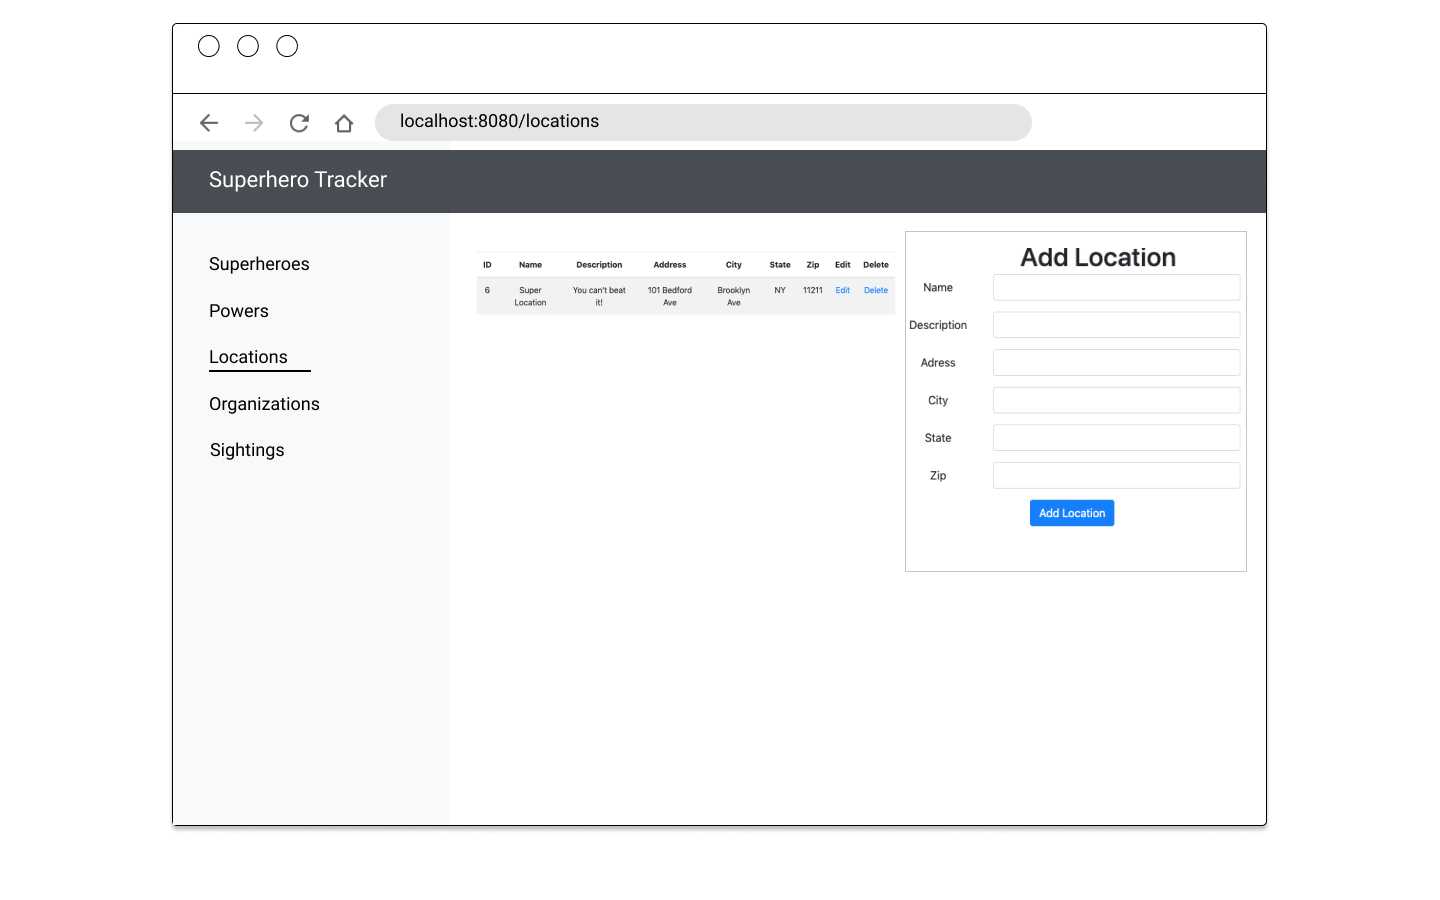 localhost:8080/locations
Superhero Tracker
Superheroes
Powers
Locations
Organizations
Sightings
ID Name Description Address City State Zip Edit Delete
6 Super You can't beat 101 Bedford Brooklyn NY 11211 Edit Delete
Location it! Ave Ave
Add Location
Name
Description
Adress
City
State
Zip
Add Location